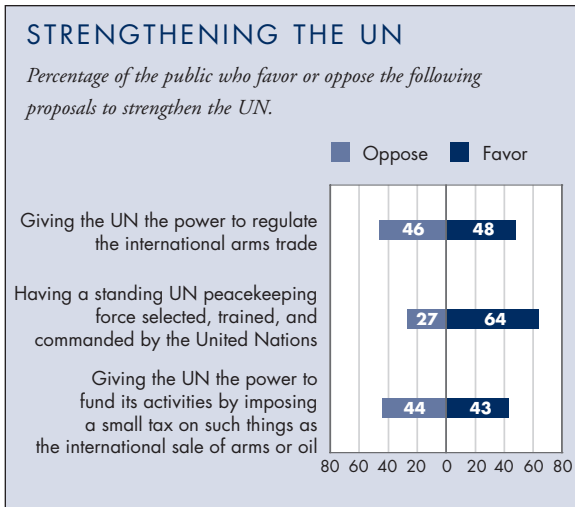 STRENGTHENING THE UN
Percentage of the public who favor or oppose the following
proposals to strengthen the UN.
Oppose Favor
Giving the UN the power to regulate
the international arms trade
46 48
Having a standing UN peacekeeping
force selected, trained, and
commanded by the United Nations
27 64
Giving the UN the power to
fund its activities by imposing
a small tax on such things as
the international sale of arms or oil
44 43
80 60 40 20 0 20 40 60 80